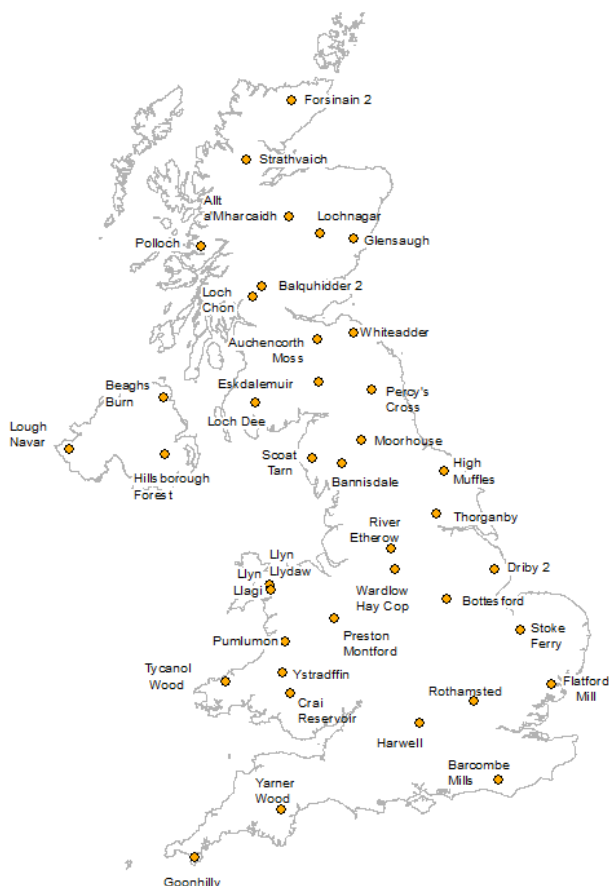 Forsinain 2
Strathvaich
Allt
a'Mharcaidh
Lochnagar
Polloch
Glensaugh
Balquhidder 2
Loch
Chon
Whiteadder
Auchencorth
Moss
Eskdalemuir
Beaghs
Burn
Percy's
Cross
Loch Dee
Lough
Navar
Moorhouse
Hillsborough
Forest
Scoat
Tarn
Bannisdale
High
Muffles
Thorganby
River
Etherow
Llyn
Llydaw
Driby 2
Llyn
Llagi
Wardlow
Hay Cop
Bottesford
Preston
Montford
Stoke
Ferry
Pumlumon
Tycanol
Wood
Ystradffin
Flatford
Mill
Crai
Reservoir
Rothamsted
Harwell
Barcombe
Mills
Yarner
Wood
Goonhilly